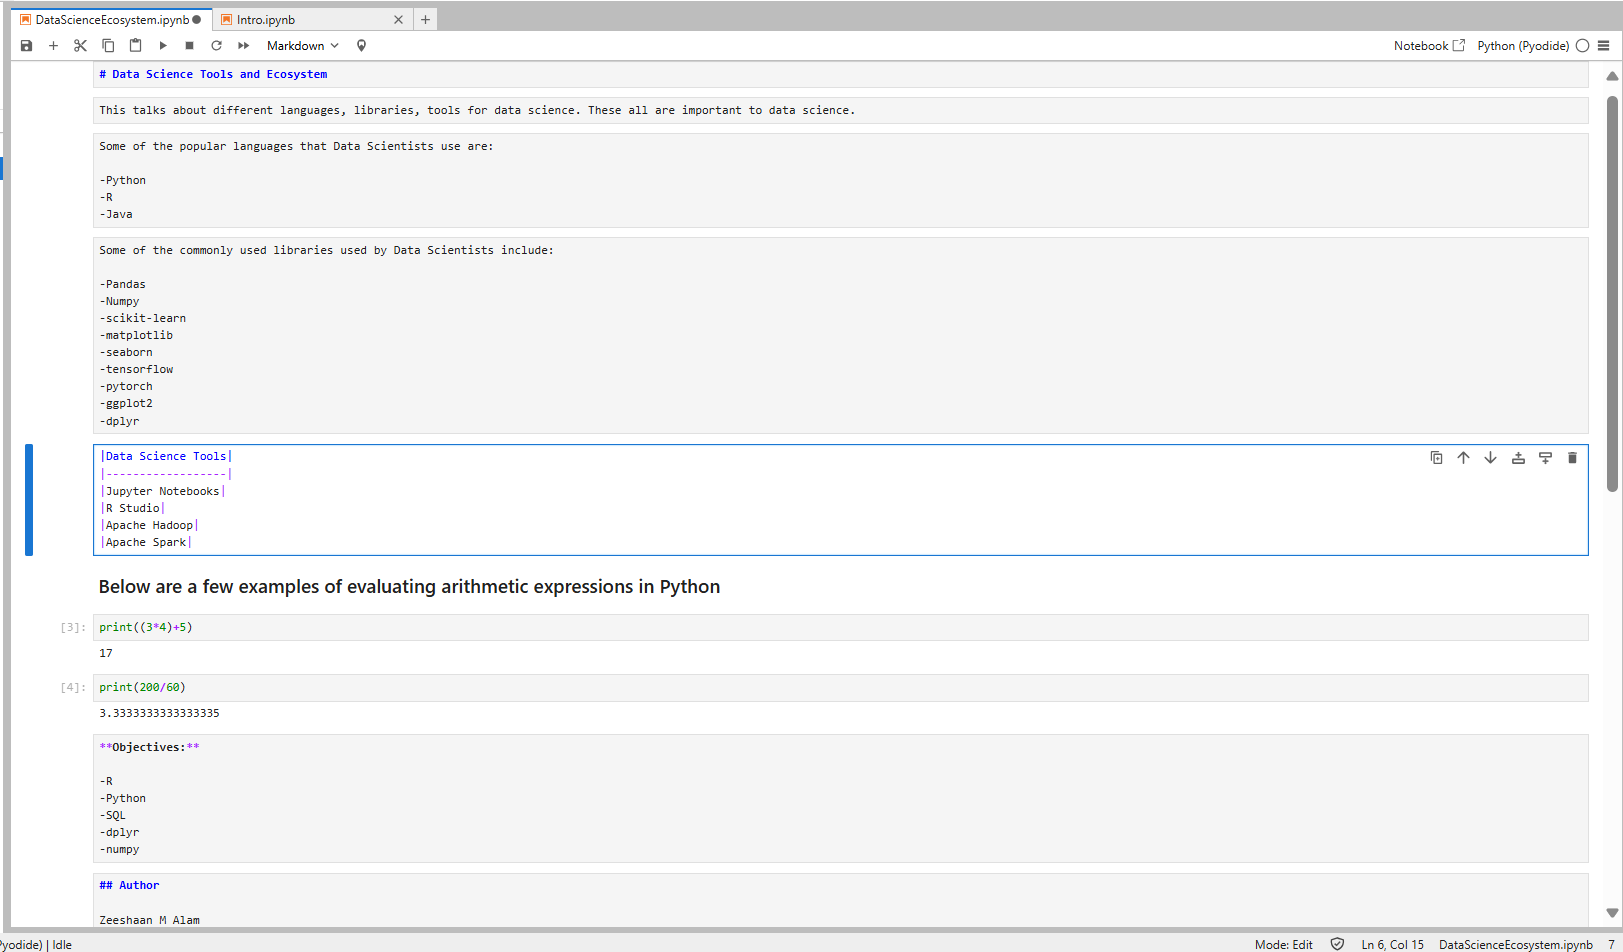 DataScienceEcosystem.ipynb
Intro.ipynb
Markdown
Notebook
Python (Pyodide)
# Data Science Tools and Ecosystem
This talks about different languages, libraries, tools for data science. These all are important to data science.
Some of the popular languages that Data Scientists use are:
-Python
-R
-Java
Some of the commonly used libraries used by Data Scientists include:
-Pandas
-Numpy
-scikit-learn
-matplotlib
-seaborn
-tensorflow
-pytorch
-ggplot2
-dplyr
|Data Science Tools|
|------------------|
|Jupyter Notebooks|
|R Studio|
|Apache Hadoop|
|Apache Spark|
Below are a few examples of evaluating arithmetic expressions in Python
[3]: print((3*4)+5)
17
[4]: print(200/60)
3.3333333333333335
**Objectives:**
-R
-Python
-SQL
-dplyr
-numpy
## Author
Zeeshaan M Alam
Pyodide) | Idle
Mode: Edit
Ln 6, Col 15
DataScienceEcosystem.ipynb
7